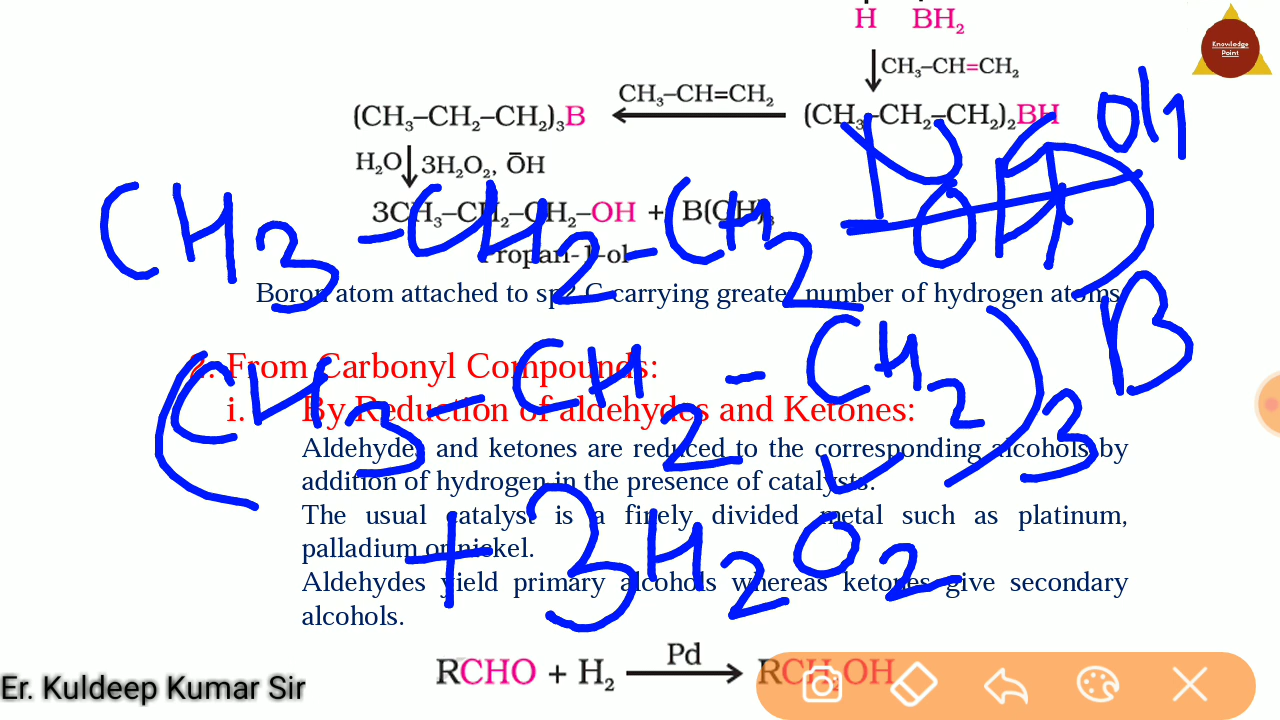 H BH₂
CH₃–CH=CH₂
Knowledge
Point
(CH₃–CH₂–CH₂)₃B
CH₃–CH=CH₂
(CH₃–CH₂–CH₂)₂BH
OH
H₂O 3H₂O₂, ŌH
3CH₃–CH₂–CH₂–OH + B(OH)₃
Propan-1-ol
CH3 - CH2 - CH2 - OH
Boron atom attached to sp2 C carrying greater number of hydrogen atoms
2. From Carbonyl Compounds:
(CH3 - CH2 - CH2)3 B
i. By Reduction of aldehydes and Ketones:
Aldehydes and ketones are reduced to the corresponding alcohols by
addition of hydrogen in the presence of catalysts.
The usual catalyst is a finely divided metal such as platinum,
palladium or nickel.
+ 3H2O2
Aldehydes yield primary alcohols whereas ketones give secondary
alcohols.
RCHO + H₂ Pd RCH₂OH
Er. Kuldeep Kumar Sir